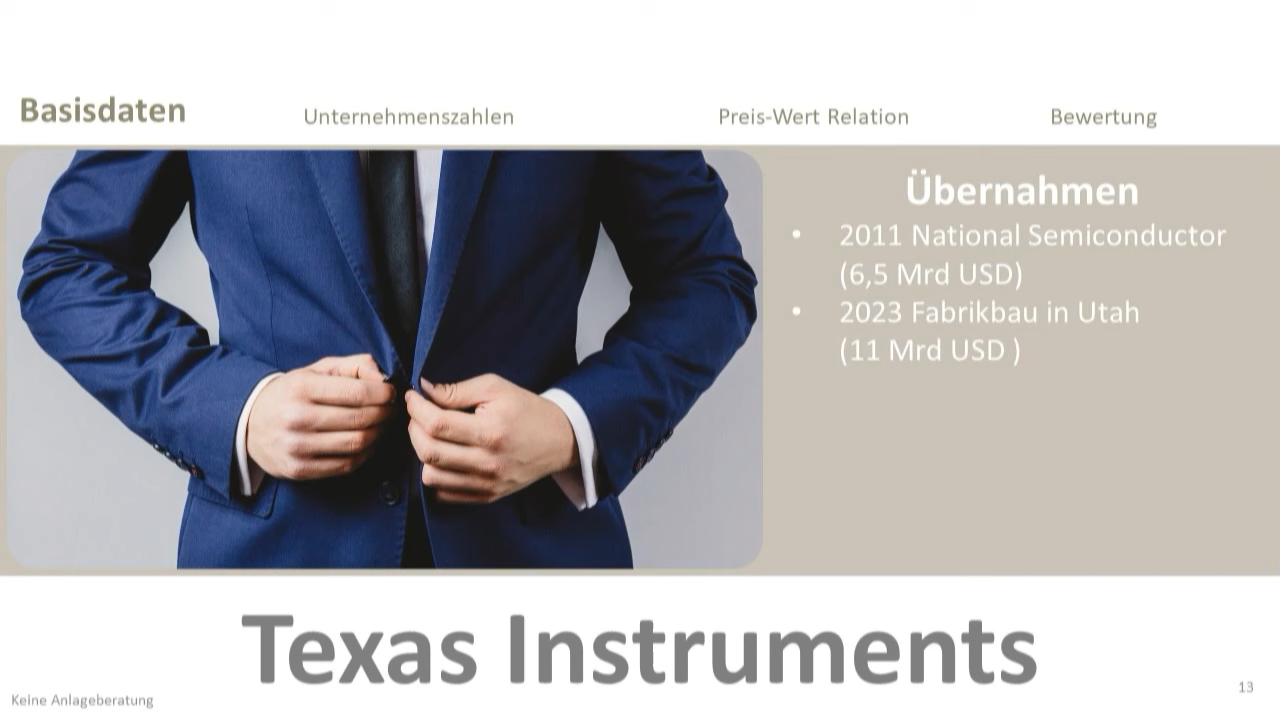 Basisdaten
Unternehmenszahlen
Preis-Wert Relation
Bewertung
Übernahmen
• 2011 National Semiconductor
(6,5 Mrd USD)
• 2023 Fabrikbau in Utah
(11 Mrd USD )
Texas Instruments
Keine Anlageberatung
13